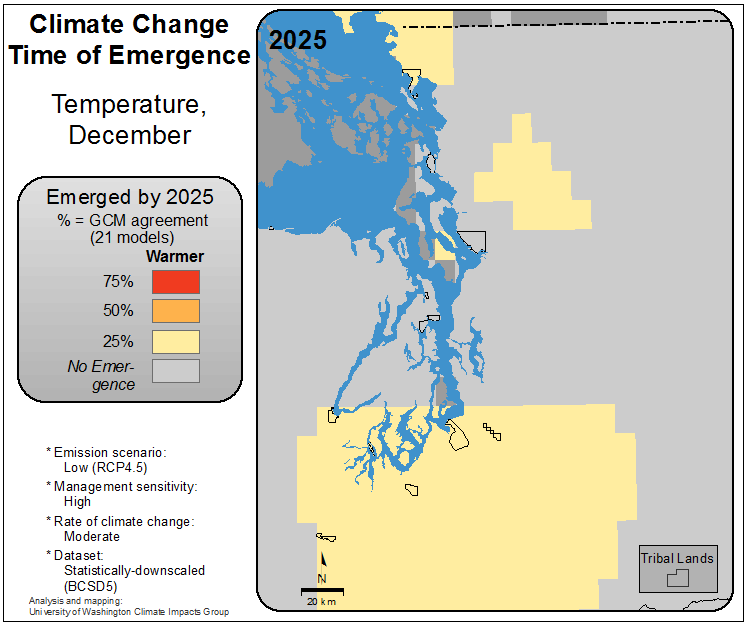 Climate Change
Time of Emergence
Temperature,
December
Emerged by 2025
% = GCM agreement
(21 models)
Warmer
75%
50%
25%
No Emer-
gence
* Emission scenario:
Low (RCP4.5)
* Management sensitivity:
High
* Rate of climate change:
Moderate
* Dataset:
Statistically-downscaled
(BCSD5)
Analysis and mapping:
University of Washington Climate Impacts Group
2025
Tribal Lands
N
20 km